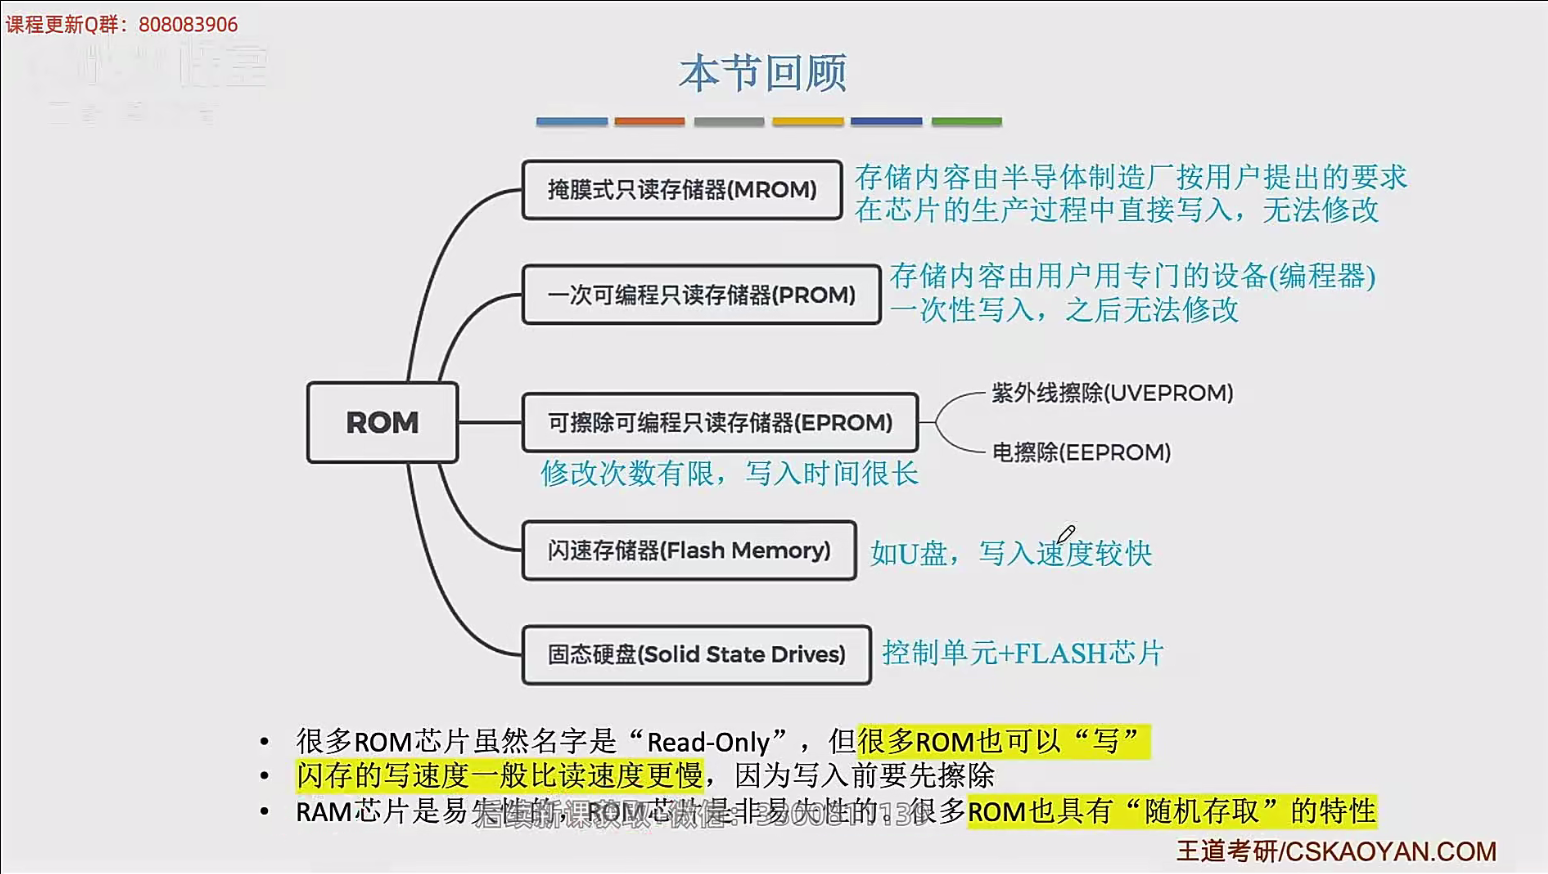 课程更新Q群：808083906
本节回顾
掩膜式只读存储器(MROM)
存储内容由半导体制造厂按用户提出的要求
在芯片的生产过程中直接写入，无法修改
一次可编程只读存储器(PROM)
存储内容由用户用专门的设备(编程器)
一次性写入，之后无法修改
ROM
可擦除可编程只读存储器(EPROM)
紫外线擦除(UVEPROM)
电擦除(EEPROM)
修改次数有限，写入时间很长
闪速存储器(Flash Memory)
如U盘，写入速度较快
固态硬盘(Solid State Drives)
控制单元+FLASH芯片
• 很多ROM芯片虽然名字是“Read-Only”，但很多ROM也可以“写”
• 闪存的写速度一般比读速度更慢，因为写入前要先擦除
• RAM芯片是易失性的，ROM芯片是非易失性的。很多ROM也具有“随机存取”的特性
王道考研/CSKAOYAN.COM